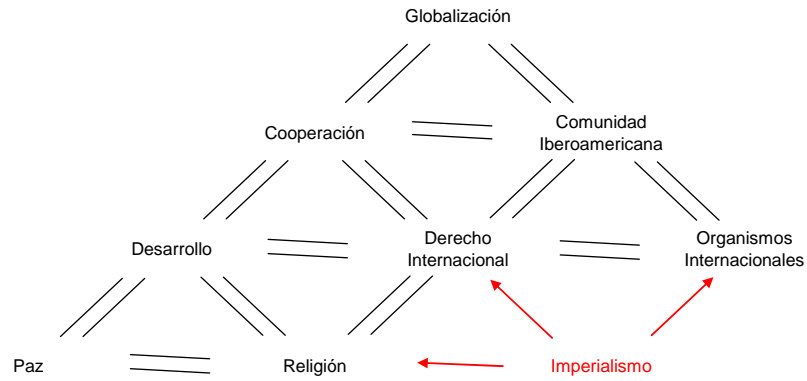 Globalización
Cooperación
Comunidad
Iberoamericana
Desarrollo
Derecho
Internacional
Organismos
Internacionales
Paz
Religión
Imperialismo